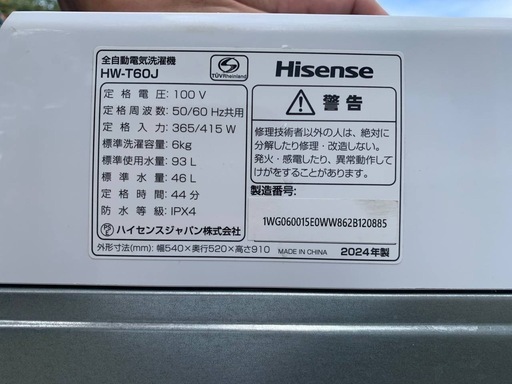 全自動電気洗濯機
HW-T60J
TÜVRheinland
定格電圧: 100 V
定格周波数: 50/60 Hz共用
定格入力: 365/415 W
標準洗濯容量: 6kg
標準使用水量: 93 L
標準水量: 46 L
定格時間: 44分
防水等級: IPX4
ハイセンスジャパン株式会社
外形寸法(mm): 幅540×奥行520×高さ910
Hisense
警告
修理技術者以外の人は、絶対に
分解したり修理・改造しない。
発火・感電したり、異常動作して
けがをすることがあります。
製造番号:
1WG060015E0WW862B120885
MADE IN CHINA
2024年製